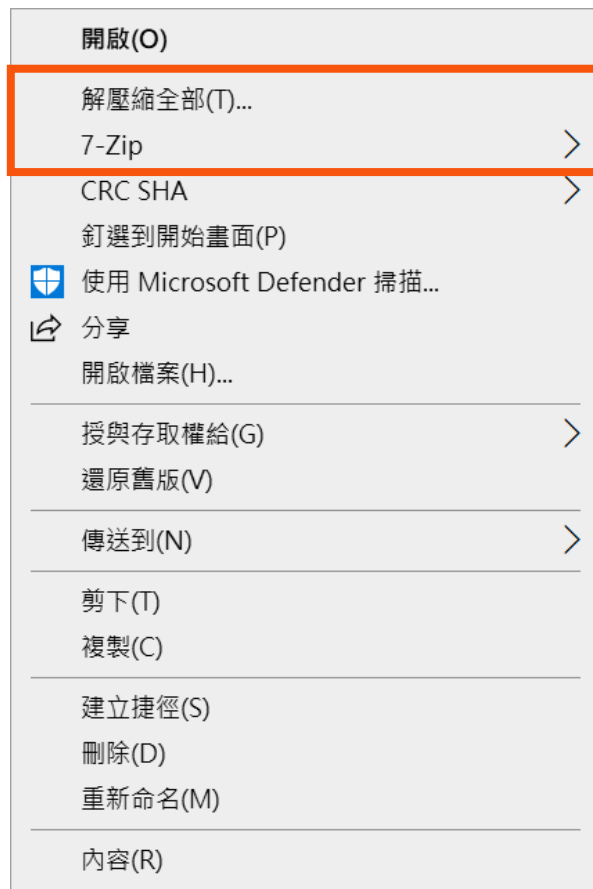 開啟(O)
解壓縮全部(T)...
7-Zip
CRC SHA
釘選到開始畫面(P)
使用 Microsoft Defender 掃描...
分享
開啟檔案(H)...
授與存取權給(G)
還原舊版(V)
傳送到(N)
剪下(T)
複製(C)
建立捷徑(S)
刪除(D)
重新命名(M)
內容(R)